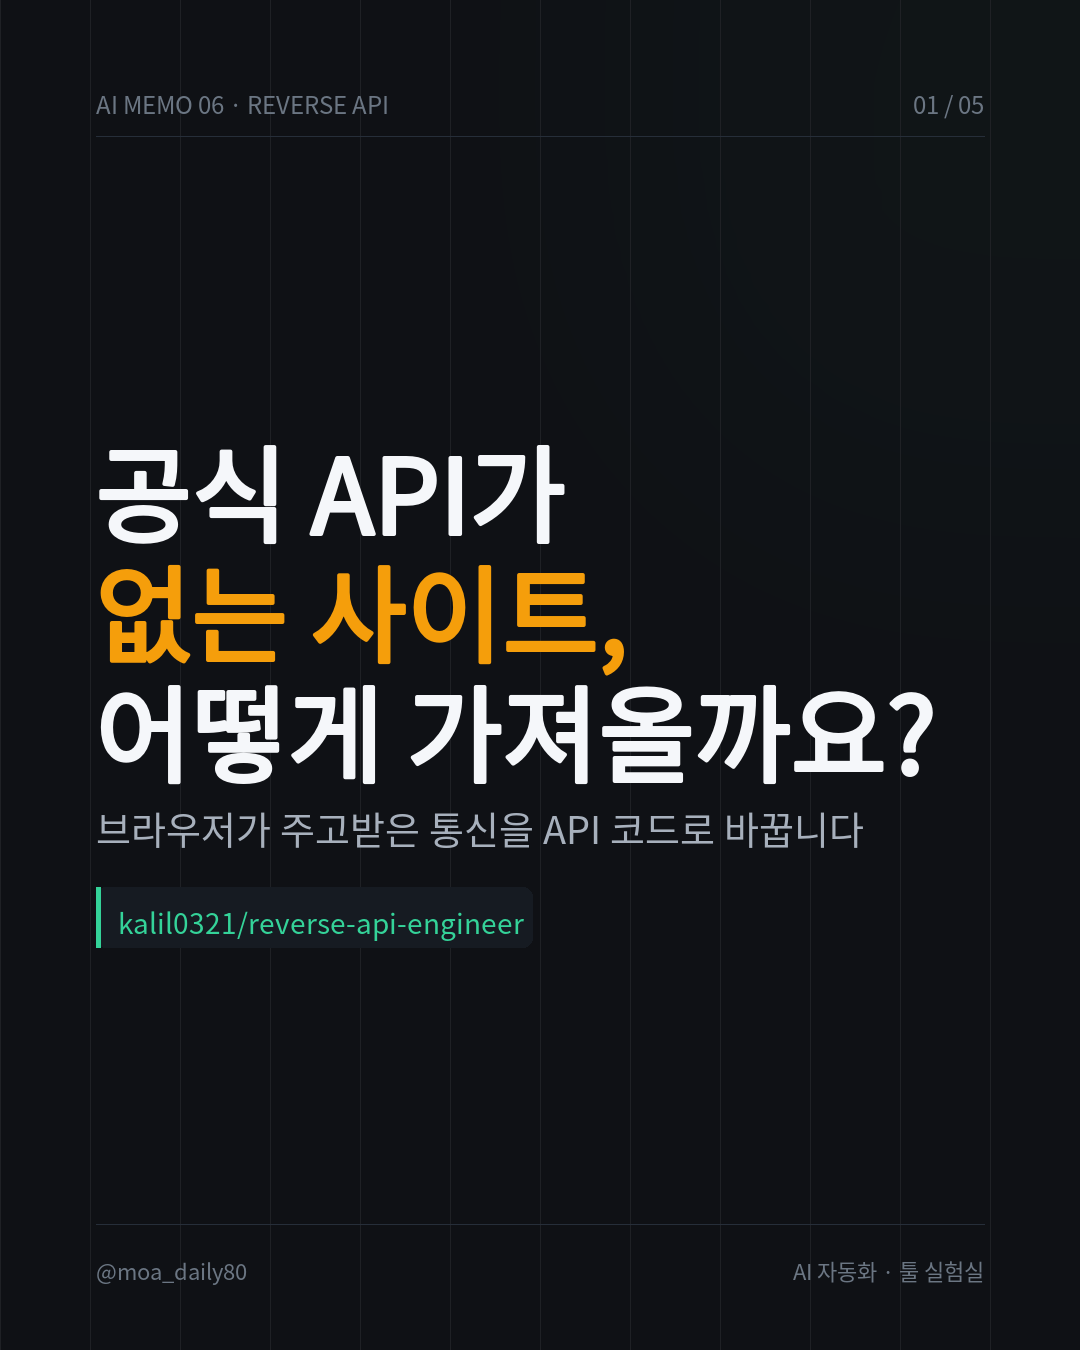 AI MEMO 06 · REVERSE API
01 / 05
공식 API가
없는 사이트,
어떻게 가져올까요?
브라우저가 주고받은 통신을 API 코드로 바꿉니다
kalil0321/reverse-api-engineer
@moa_daily80
AI 자동화 · 툴 실험실